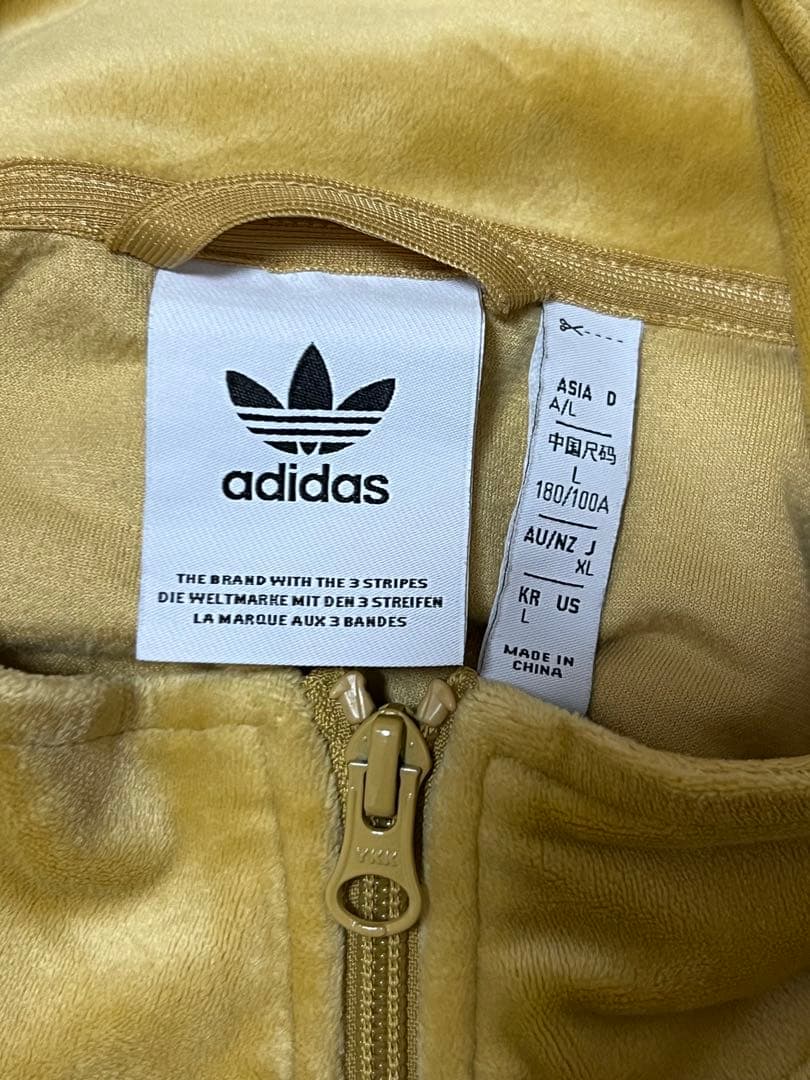 adidas
THE BRAND WITH THE 3 STRIPES
DIE WELTMARKE MIT DEN 3 STREIFEN
LA MARQUE AUX 3 BANDES
ASIA D
A/L
中国尺码
L
180/100A
AU/NZ J
XL
KR US
L
MADE IN
CHINA
YKK